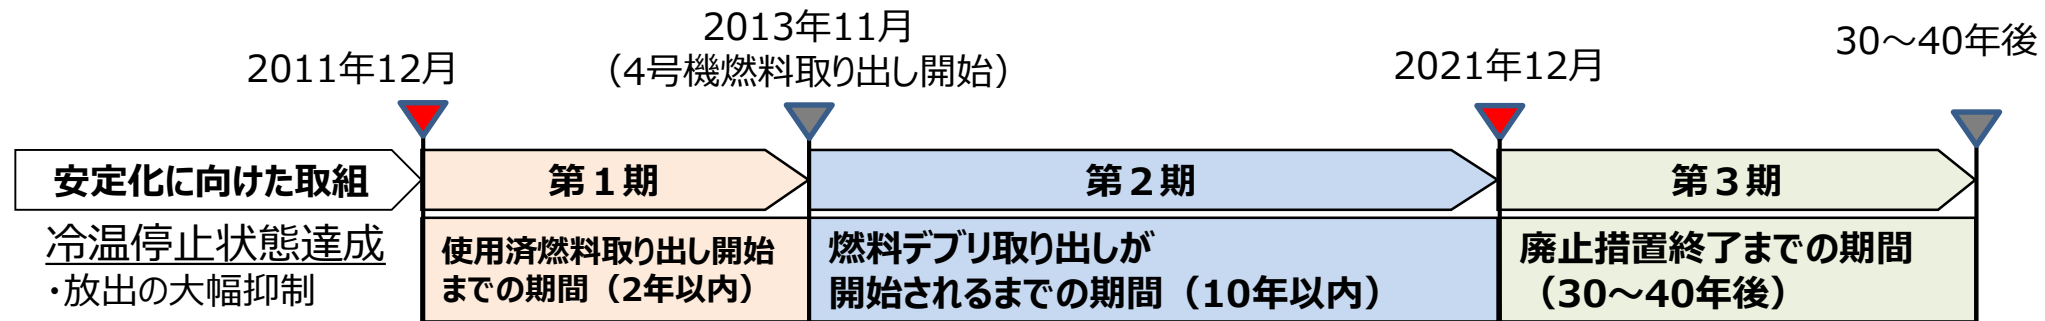 2011年12月
2013年11月
（4号機燃料取り出し開始）
2021年12月
30～40年後
安定化に向けた取組
第１期
第２期
第３期
冷温停止状態達成
・放出の大幅抑制
使用済燃料取り出し開始
までの期間（2年以内）
燃料デブリ取り出しが
開始されるまでの期間（10年以内）
廃止措置終了までの期間
（30～40年後）